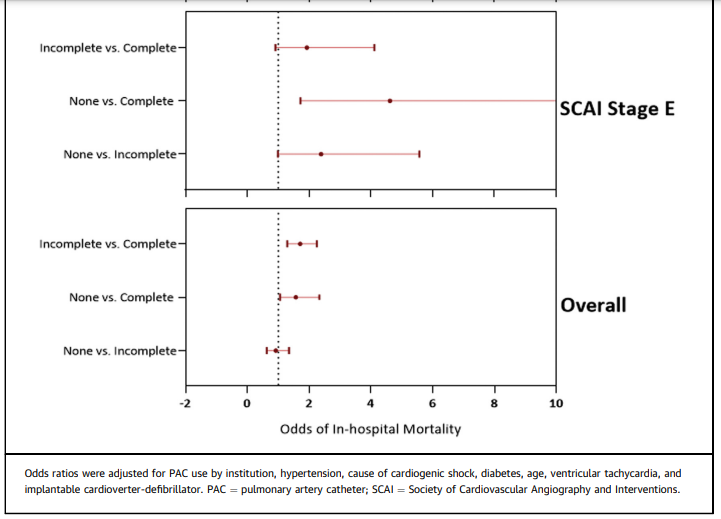 Incomplete vs. Complete
None vs. Complete
SCAI Stage E
None vs. Incomplete
Incomplete vs. Complete
None vs. Complete
Overall
None vs. Incomplete
-2 0 2 4 6 8 10
Odds of In-hospital Mortality
Odds ratios were adjusted for PAC use by institution, hypertension, cause of cardiogenic shock, diabetes, age, ventricular tachycardia, and
implantable cardioverter-defibrillator. PAC = pulmonary artery catheter; SCAI = Society of Cardiovascular Angiography and Interventions.